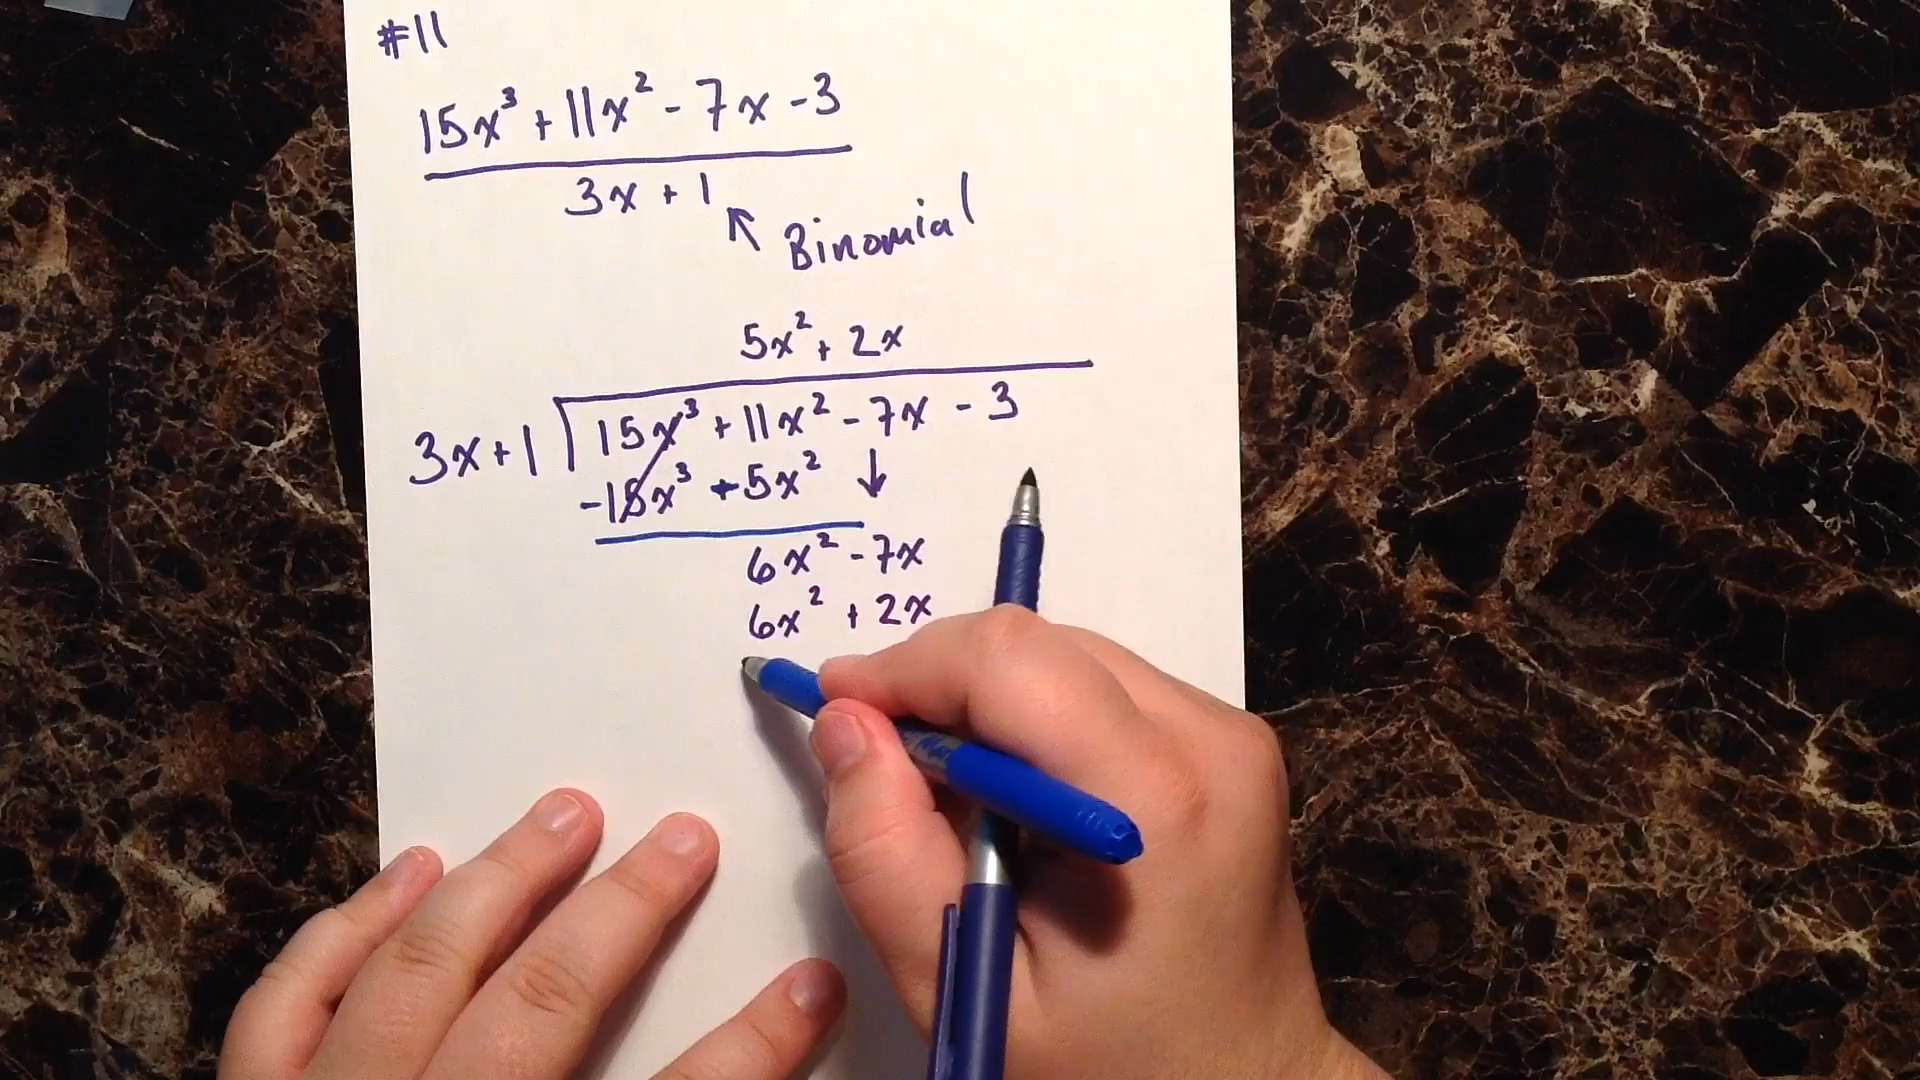 #11
15x³ + 11x² - 7x - 3
3x + 1
Binomial
5x² + 2x
3x+1 15x³ + 11x² - 7x - 3
-15x³ - 5x²
6x² - 7x
6x² + 2x